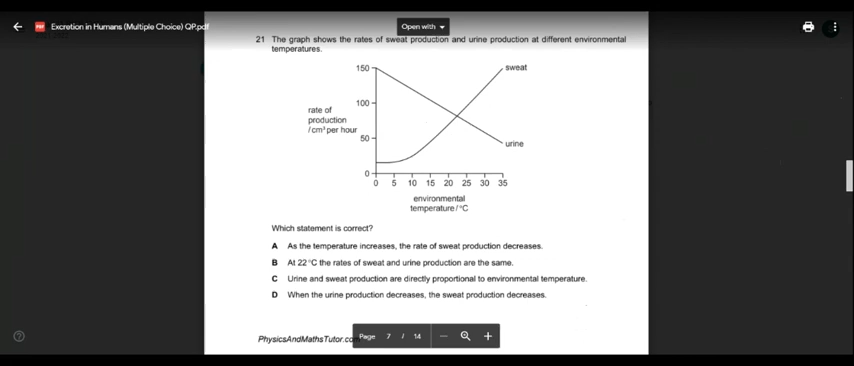 Excretion in Humans (Multiple Choice) QP.pdf
Open with
21 The graph shows the rates of sweat production and urine production at different environmental
temperatures.
150
sweat
100
rate of
production
/cm³ per hour
50
urine
0
0 5 10 15 20 25 30 35
environmental
temperature / °C
Which statement is correct?
A As the temperature increases, the rate of sweat production decreases.
B At 22 °C the rates of sweat and urine production are the same.
C Urine and sweat production are directly proportional to environmental temperature.
D When the urine production decreases, the sweat production decreases.
PhysicsAndMathsTutor.com
Page 7 / 14